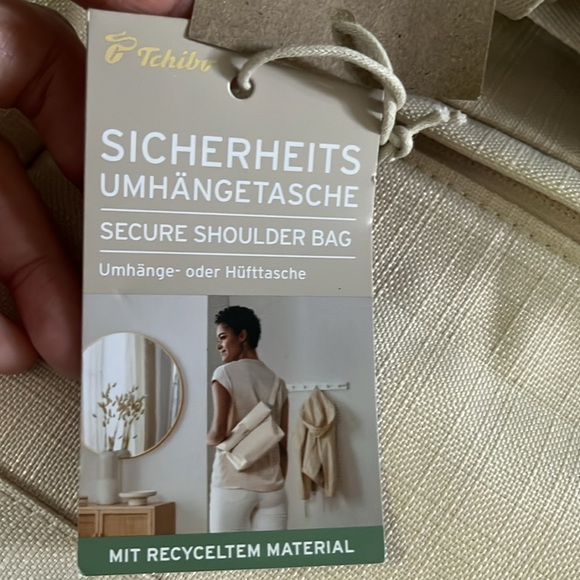 Tchibo
SICHERHEITS
UMHÄNGETASCHE
SECURE SHOULDER BAG
Umhänge- oder Hüfttasche
MIT RECYCELTEM MATERIAL